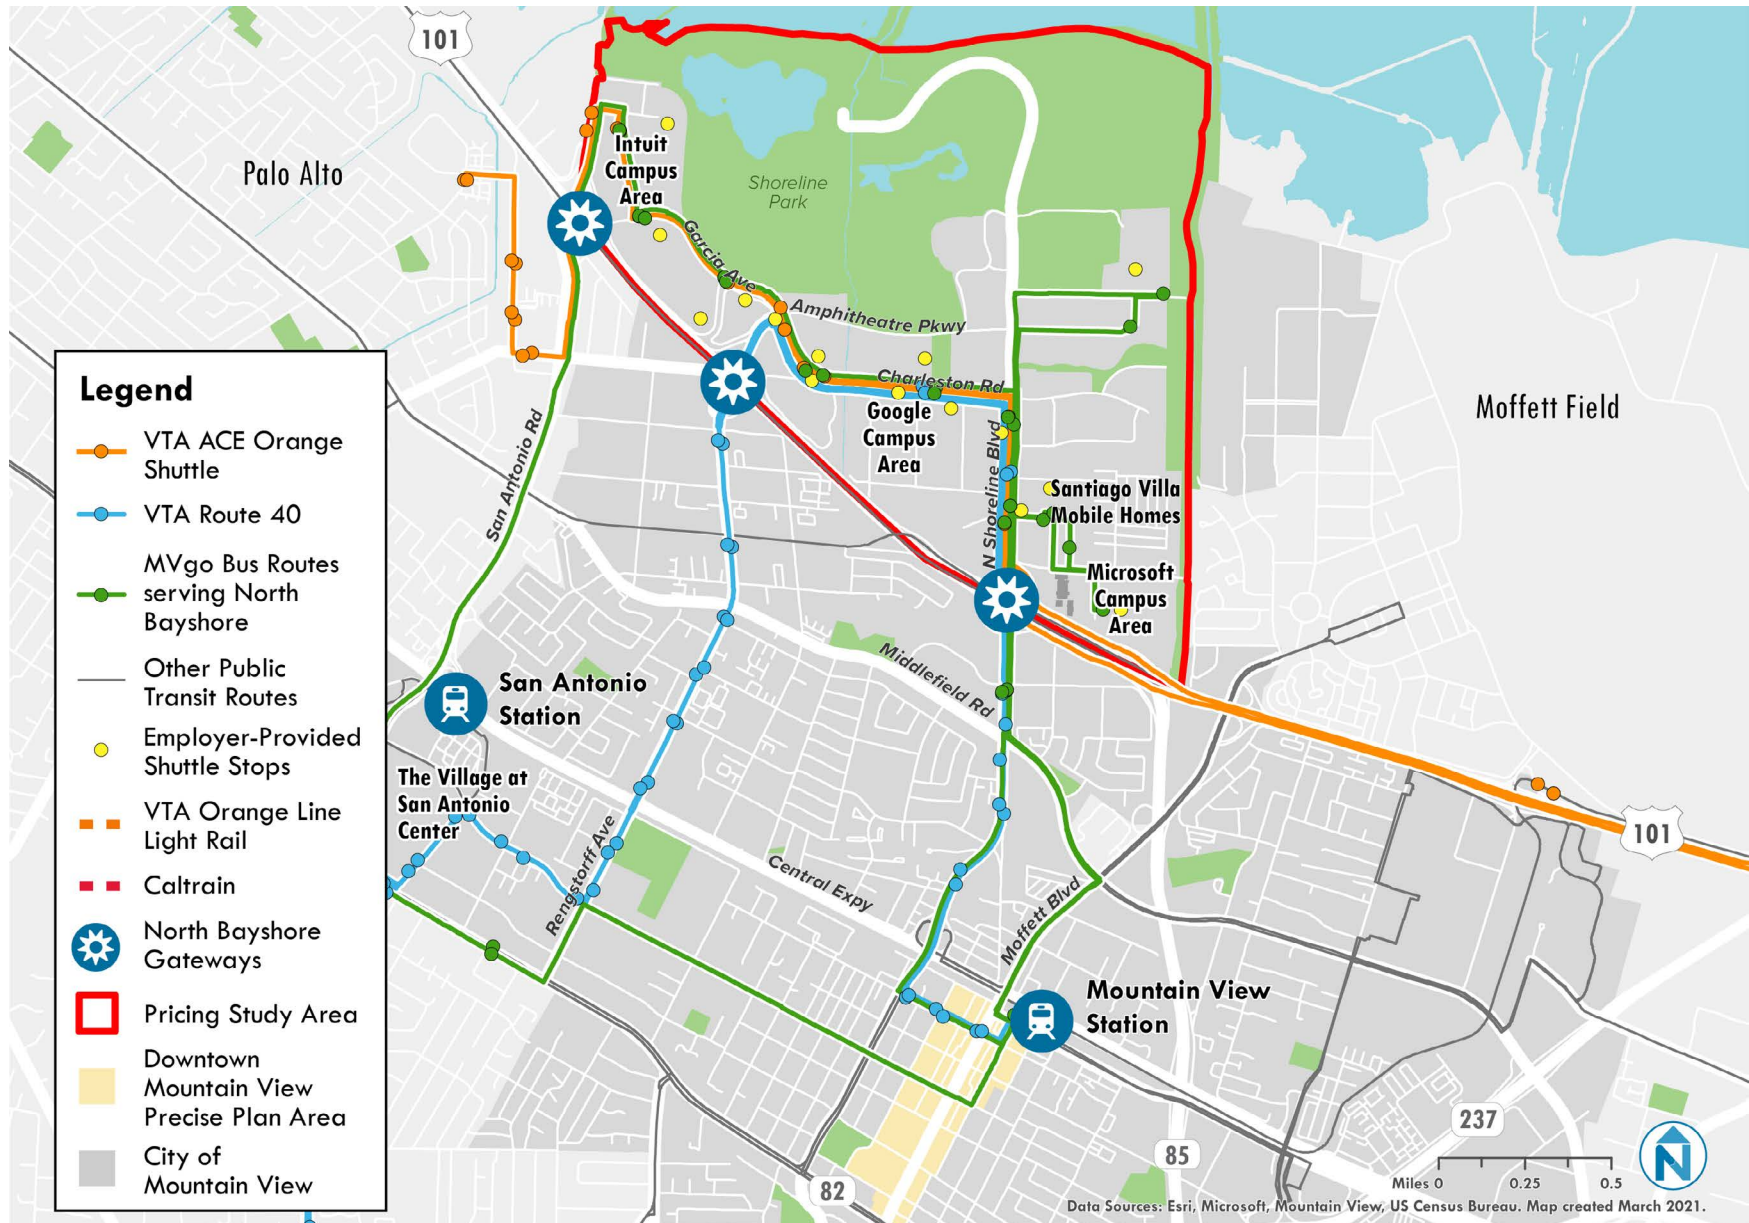 101
Palo Alto
Intuit
Campus
Area
Shoreline
Park
Garcia Ave
Amphitheatre Pkwy
Charleston Rd
Google
Campus
Area
Moffett Field
San Antonio Rd
N Shoreline Blvd
Santiago Villa
Mobile Homes
Microsoft
Campus
Area
Middlefield Rd
San Antonio
Station
The Village at
San Antonio
Center
Rengstorff Ave
Central Expy
Moffett Blvd
101
Mountain View
Station
82
85
237
Legend
VTA ACE Orange
Shuttle
VTA Route 40
MVgo Bus Routes
serving North
Bayshore
Other Public
Transit Routes
Employer-Provided
Shuttle Stops
VTA Orange Line
Light Rail
Caltrain
North Bayshore
Gateways
Pricing Study Area
Downtown
Mountain View
Precise Plan Area
City of
Mountain View
N
Miles 0 0.25 0.5
Data Sources: Esri, Microsoft, Mountain View, US Census Bureau. Map created March 2021.